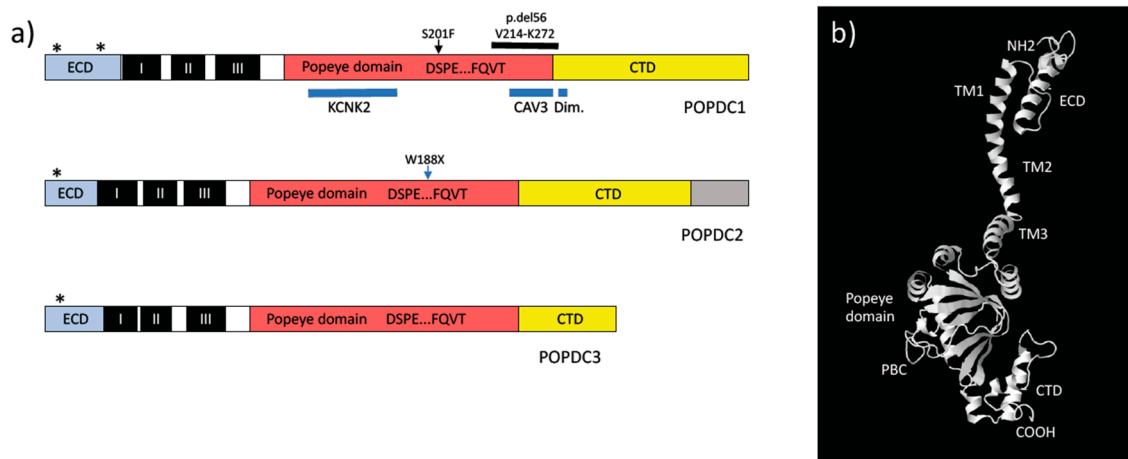 a)
* *
S201F
p.del56
V214-K272
ECD I II III Popeye domain DSPE...FQVT CTD
KCNK2 CAV3 Dim.
POPDC1
*
W188X
ECD I II III Popeye domain DSPE...FQVT CTD
POPDC2
*
ECD I II III Popeye domain DSPE...FQVT CTD
POPDC3
b)
NH2
TM1
ECD
TM2
TM3
Popeye
domain
PBC
CTD
COOH